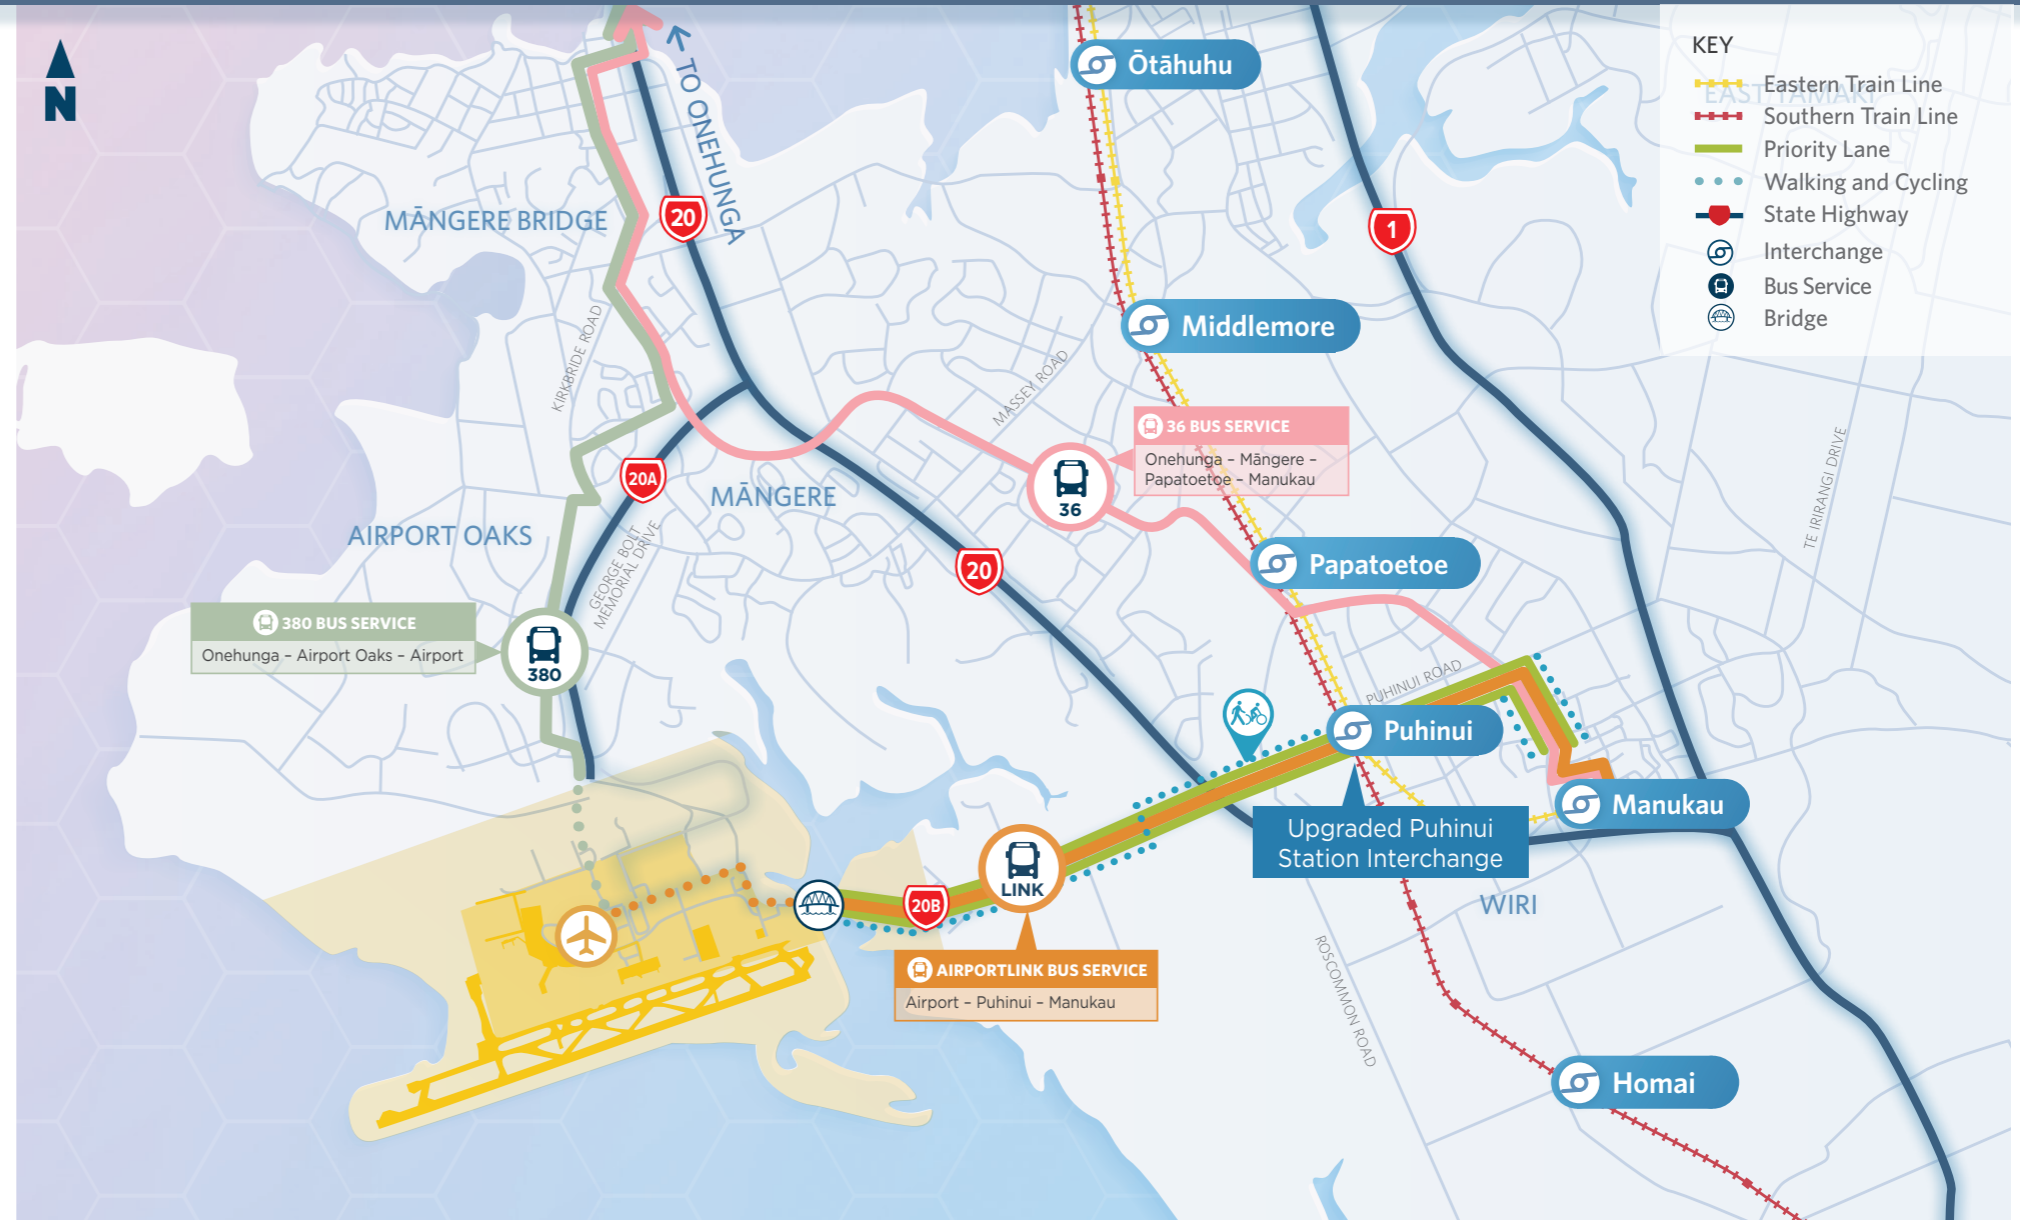 N
TO ONEHUNGA
Ōtāhuhu
KEY
EAST TAMAKI
Eastern Train Line
Southern Train Line
Priority Lane
Walking and Cycling
State Highway
Interchange
Bus Service
Bridge
MĀNGERE BRIDGE
20
1
KIRKBRIDE ROAD
Middlemore
MASSEY ROAD
36 BUS SERVICE
Onehunga – Māngere –
Papatoetoe – Manukau
36
20A
MĀNGERE
AIRPORT OAKS
GEORGE BOLT
MEMORIAL DRIVE
20
TE IRIRANGI DRIVE
Papatoetoe
380 BUS SERVICE
Onehunga – Airport Oaks – Airport
380
PUHINUI ROAD
Puhinui
Manukau
Upgraded Puhinui
Station Interchange
LINK
20B
WIRI
AIRPORTLINK BUS SERVICE
Airport – Puhinui – Manukau
ROSCOMMON ROAD
Homai